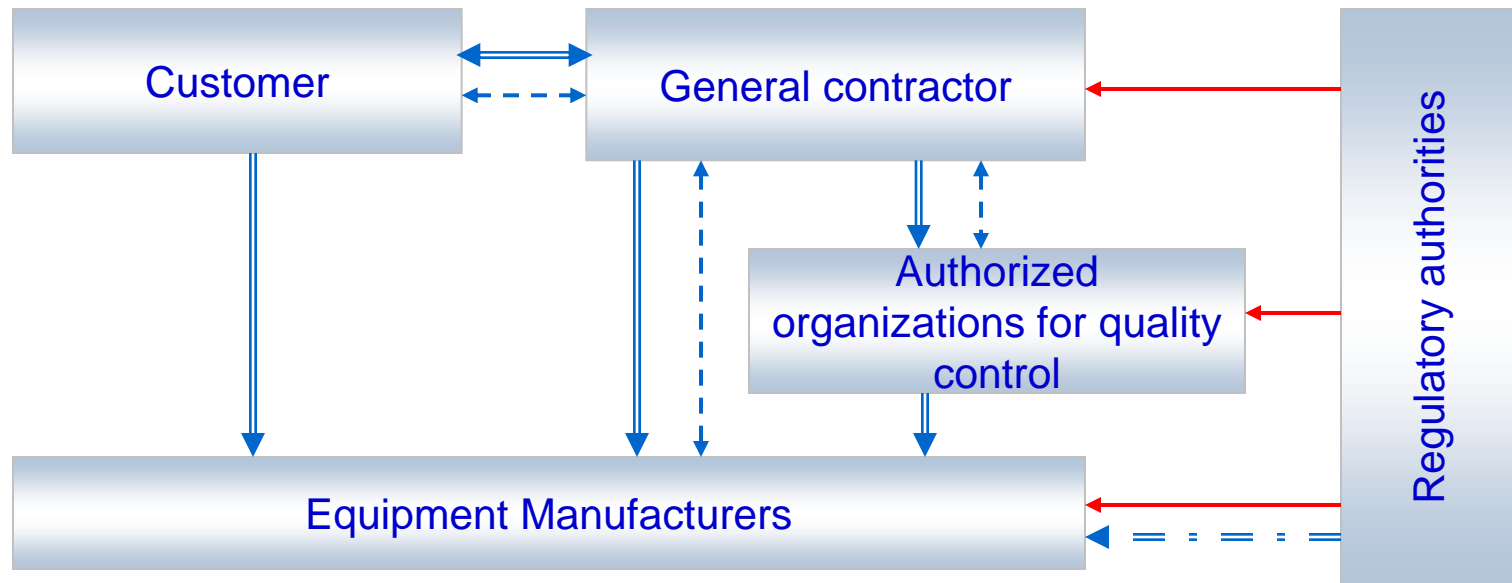 Customer
General contractor
Authorized
organizations for quality
control
Equipment Manufacturers
Regulatory authorities